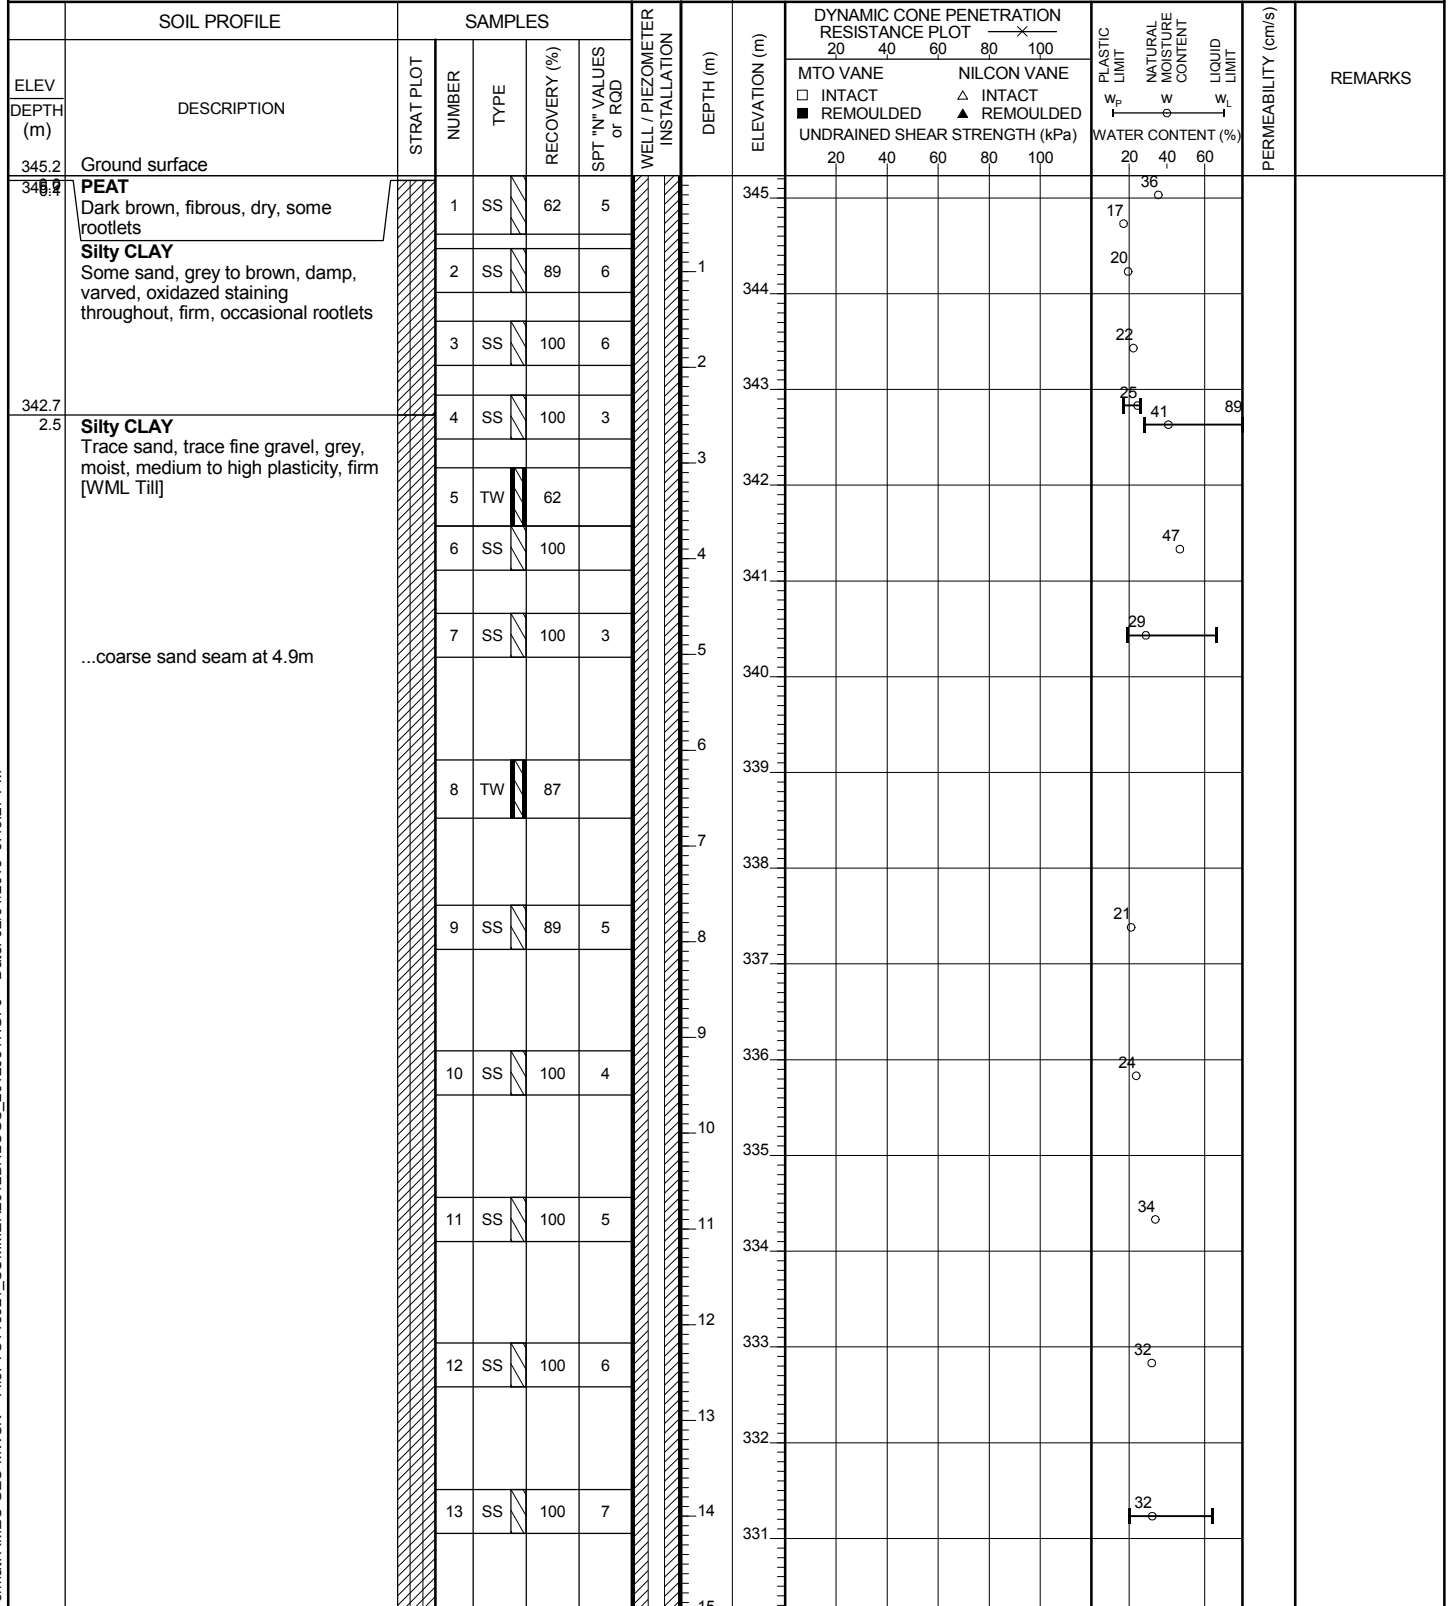 SOIL PROFILE
SAMPLES
ELEV
DEPTH
(m)
DESCRIPTION
STRAT PLOT
NUMBER
TYPE
RECOVERY (%)
SPT "N" VALUES
or RQD
WELL / PIEZOMETER
INSTALLATION
DEPTH (m)
ELEVATION (m)
DYNAMIC CONE PENETRATION
RESISTANCE PLOT
20 40 60 80 100
MTO VANE NILCON VANE
□ INTACT △ INTACT
■ REMOULDED ▲ REMOULDED
UNDRAINED SHEAR STRENGTH (kPa)
20 40 60 80 100
PLASTIC
LIMIT
NATURAL
MOISTURE
CONTENT
LIQUID
LIMIT
WP W WL
WATER CONTENT (%)
20 40 60
PERMEABILITY (cm/s)
REMARKS
345.2 Ground surface
PEAT
Dark brown, fibrous, dry, some
rootlets
Silty CLAY
Some sand, grey to brown, damp,
varved, oxidazed staining
throughout, firm, occasional rootlets
342.7
2.5
Silty CLAY
Trace sand, trace fine gravel, grey,
moist, medium to high plasticity, firm
[WML Till]
...coarse sand seam at 4.9m
1 SS 62 5
2 SS 89 6
3 SS 100 6
4 SS 100 3
5 TW 62
6 SS 100
7 SS 100 3
8 TW 87
9 SS 89 5
10 SS 100 4
11 SS 100 5
12 SS 100 6
13 SS 100 7
1
2
3
4
5
6
7
8
9
10
11
12
13
14
15
345
344
343
342
341
340
339
338
337
336
335
334
333
332
331
36
17
20
22
25
41 89
47
29
21
24
34
32
32